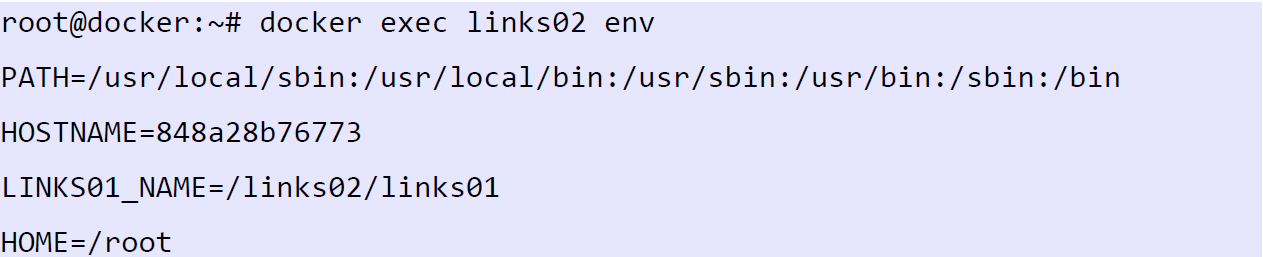 root@docker:~# docker exec links02 env
PATH=/usr/local/sbin:/usr/local/bin:/usr/sbin:/usr/bin:/sbin:/bin
HOSTNAME=848a28b76773
LINKS01_NAME=/links02/links01
HOME=/root